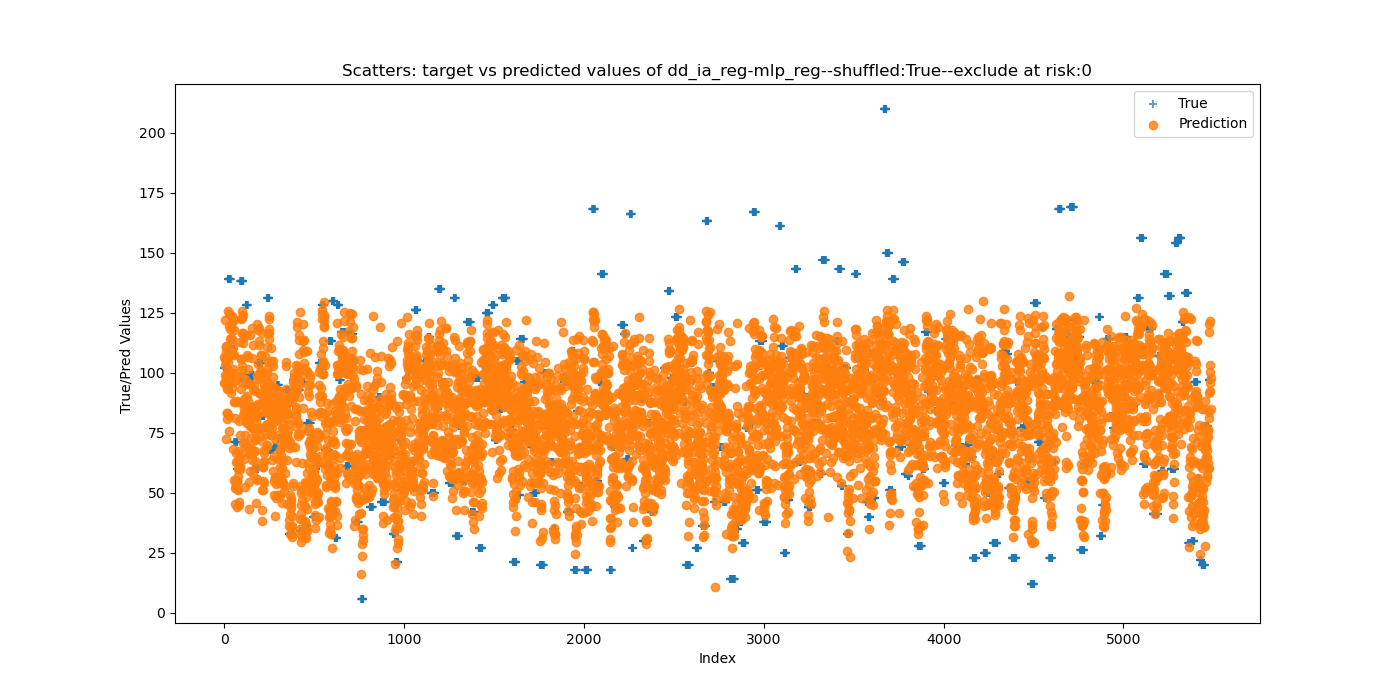 Scatters: target vs predicted values of dd_ia_reg-mlp_reg--shuffled:True--exclude at risk:0
True
Prediction
True/Pred Values
200
175
150
125
100
75
50
25
0
0 1000 2000 3000 4000 5000
Index